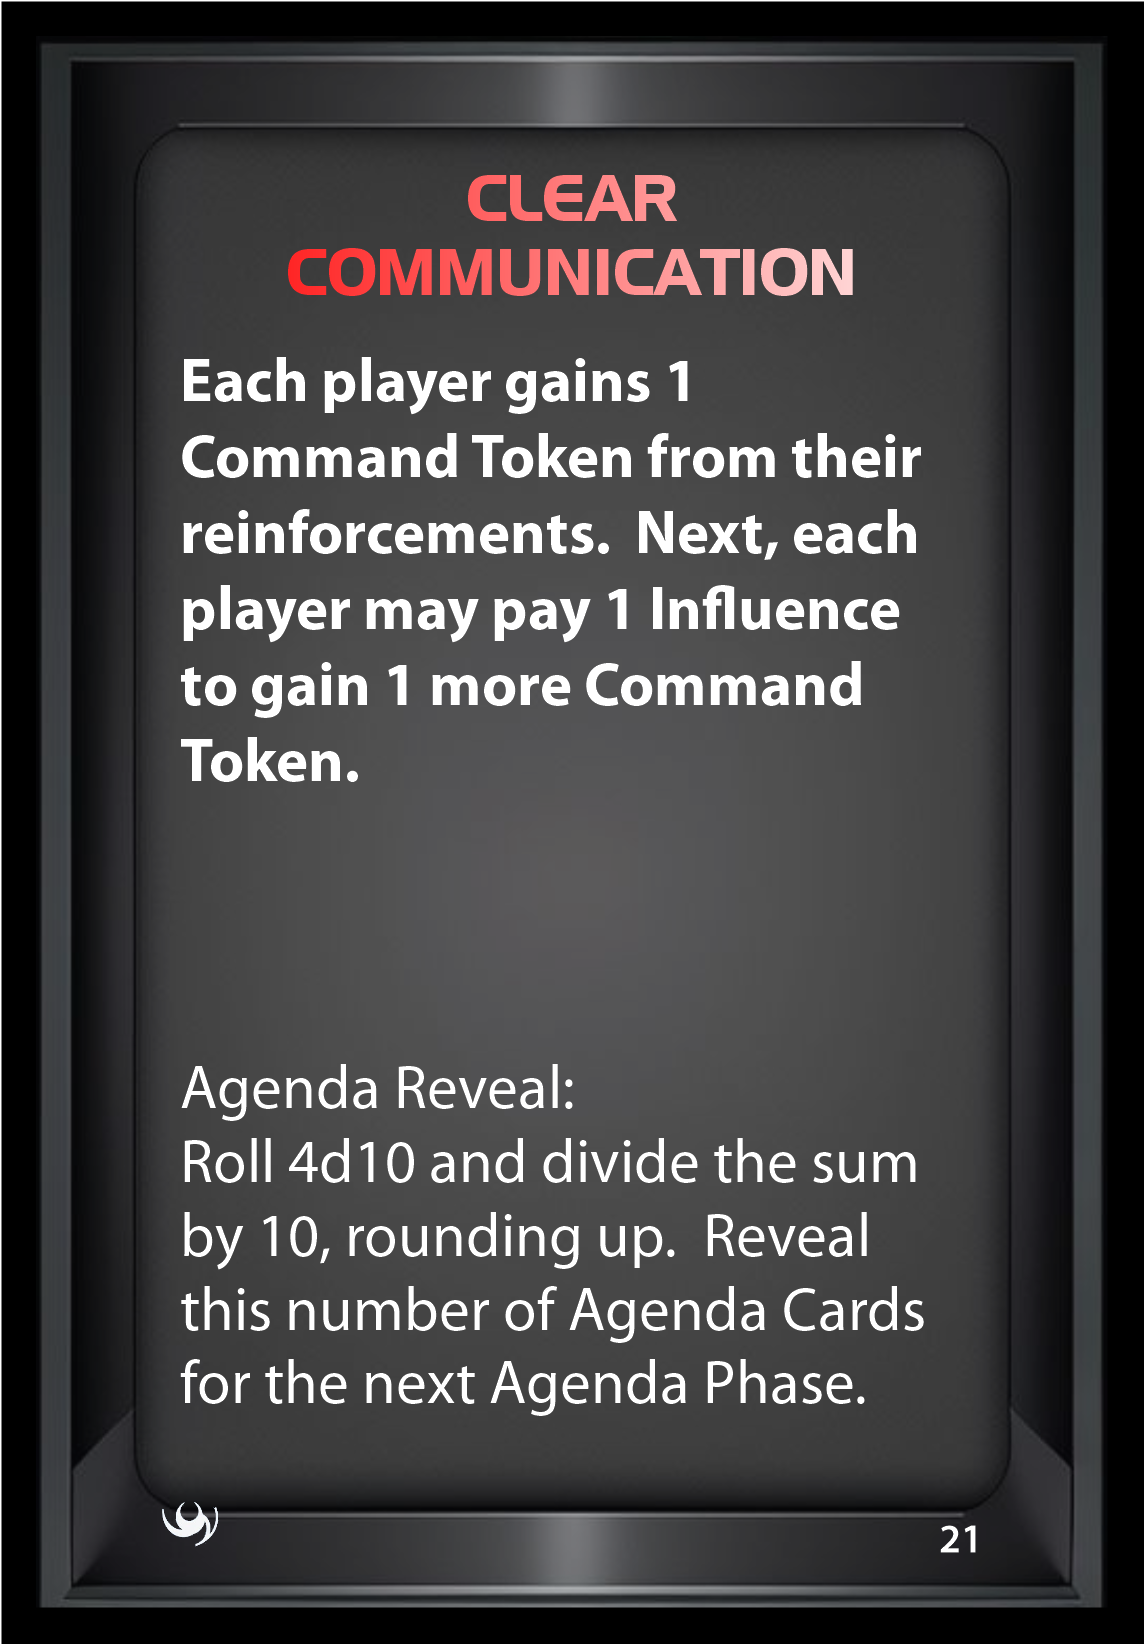 CLEAR
COMMUNICATION
Each player gains 1
Command Token from their
reinforcements.  Next, each
player may pay 1 Influence
to gain 1 more Command
Token.
Agenda Reveal:
Roll 4d10 and divide the sum
by 10, rounding up.  Reveal
this number of Agenda Cards
for the next Agenda Phase.
21